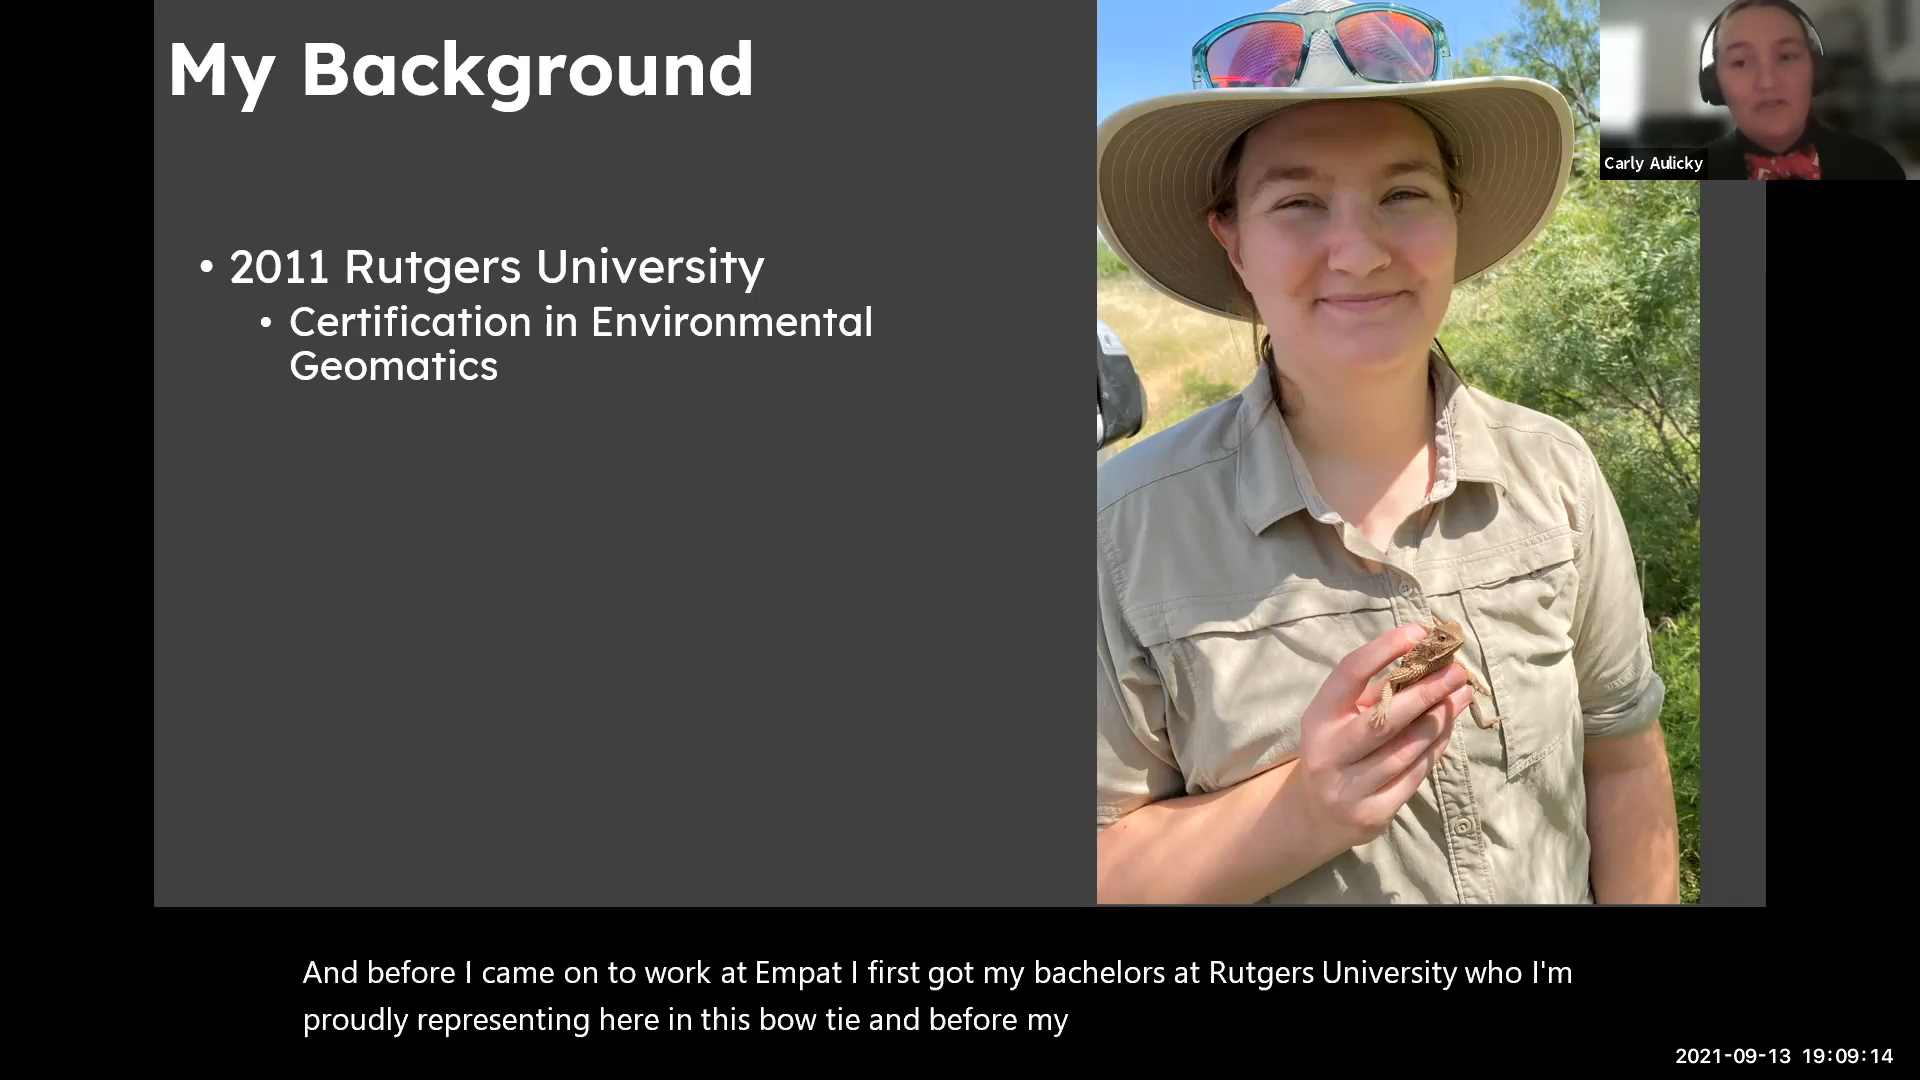 My Background
Carly Aulicky
• 2011 Rutgers University
• Certification in Environmental
Geomatics
And before I came on to work at Empat I first got my bachelors at Rutgers University who I'm
proudly representing here in this bow tie and before my
2021-09-13 19:09:14